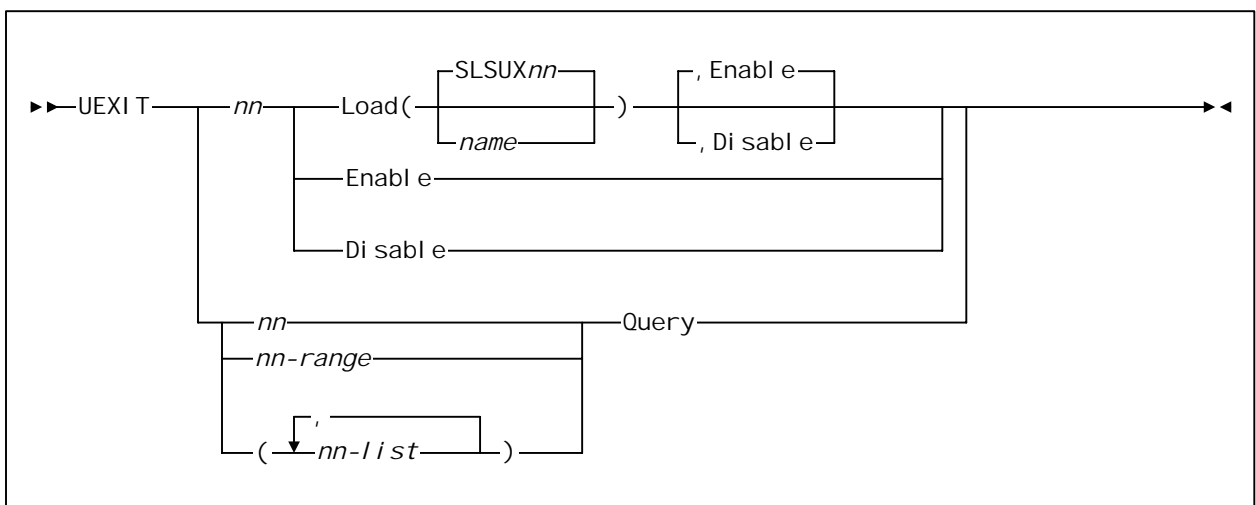 SLSUXnn ,Enable
UEXIT nn Load( )
name ,Disable
Enable
Disable
nn Query
nn-range
,
( nn-list )